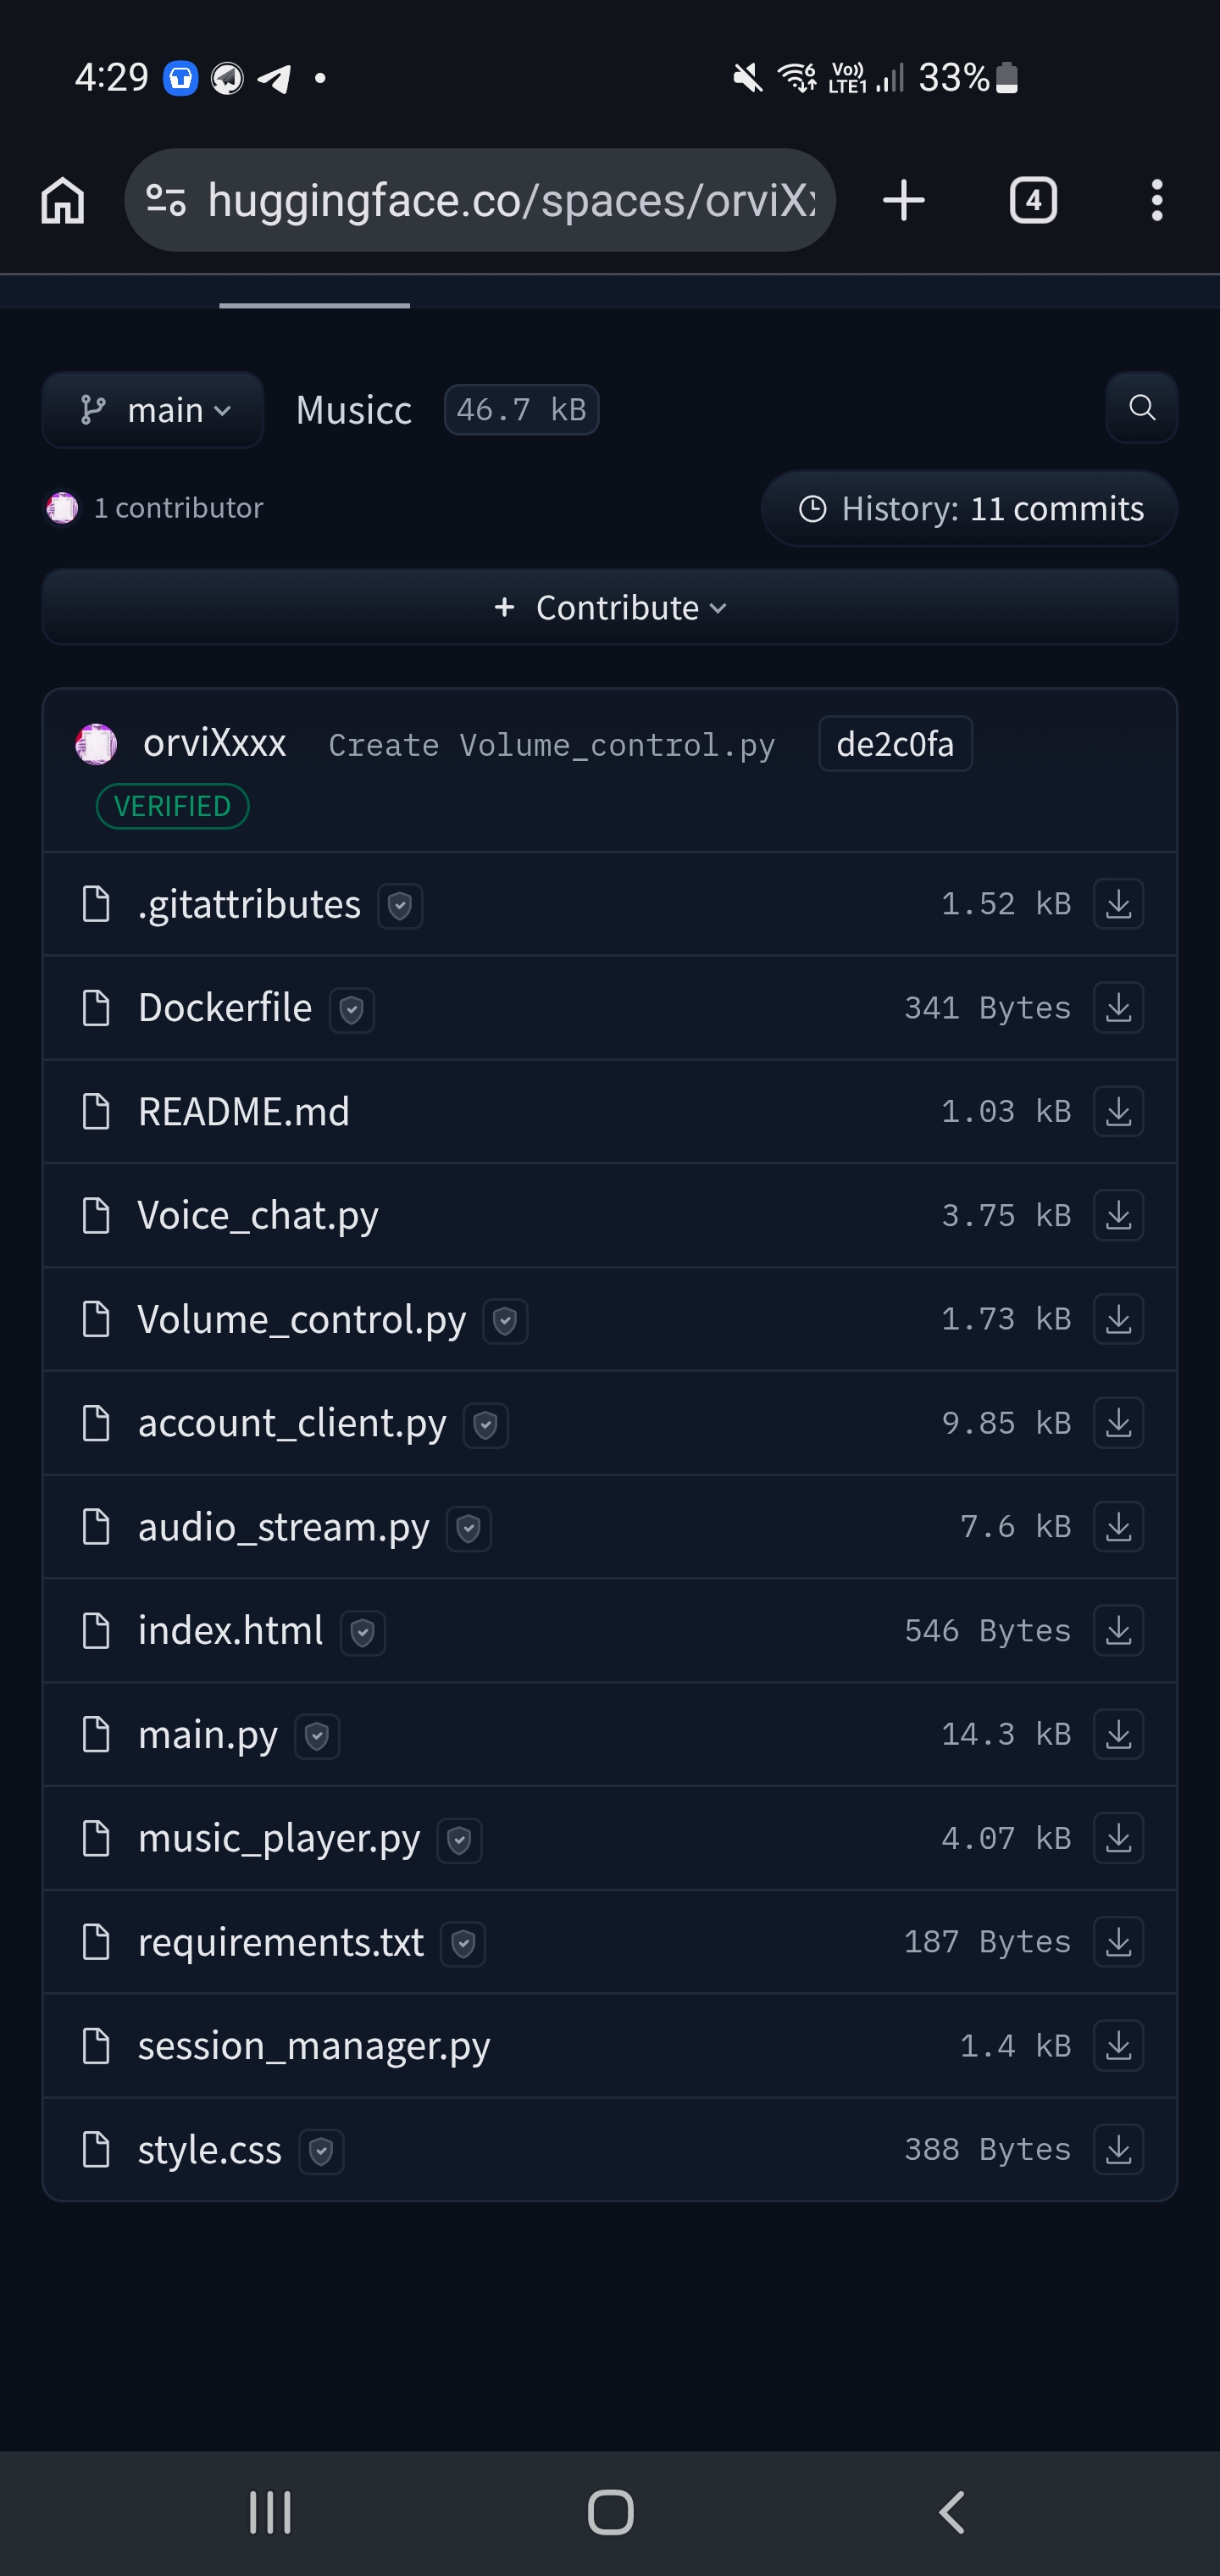 4:29 Vo)) LTE1 33%
huggingface.co/spaces/orviX
4
main Musicc 46.7 kB
1 contributor History: 11 commits
+ Contribute
orviXxxx Create Volume_control.py de2c0fa
VERIFIED
.gitattributes 1.52 kB
Dockerfile 341 Bytes
README.md 1.03 kB
Voice_chat.py 3.75 kB
Volume_control.py 1.73 kB
account_client.py 9.85 kB
audio_stream.py 7.6 kB
index.html 546 Bytes
main.py 14.3 kB
music_player.py 4.07 kB
requirements.txt 187 Bytes
session_manager.py 1.4 kB
style.css 388 Bytes